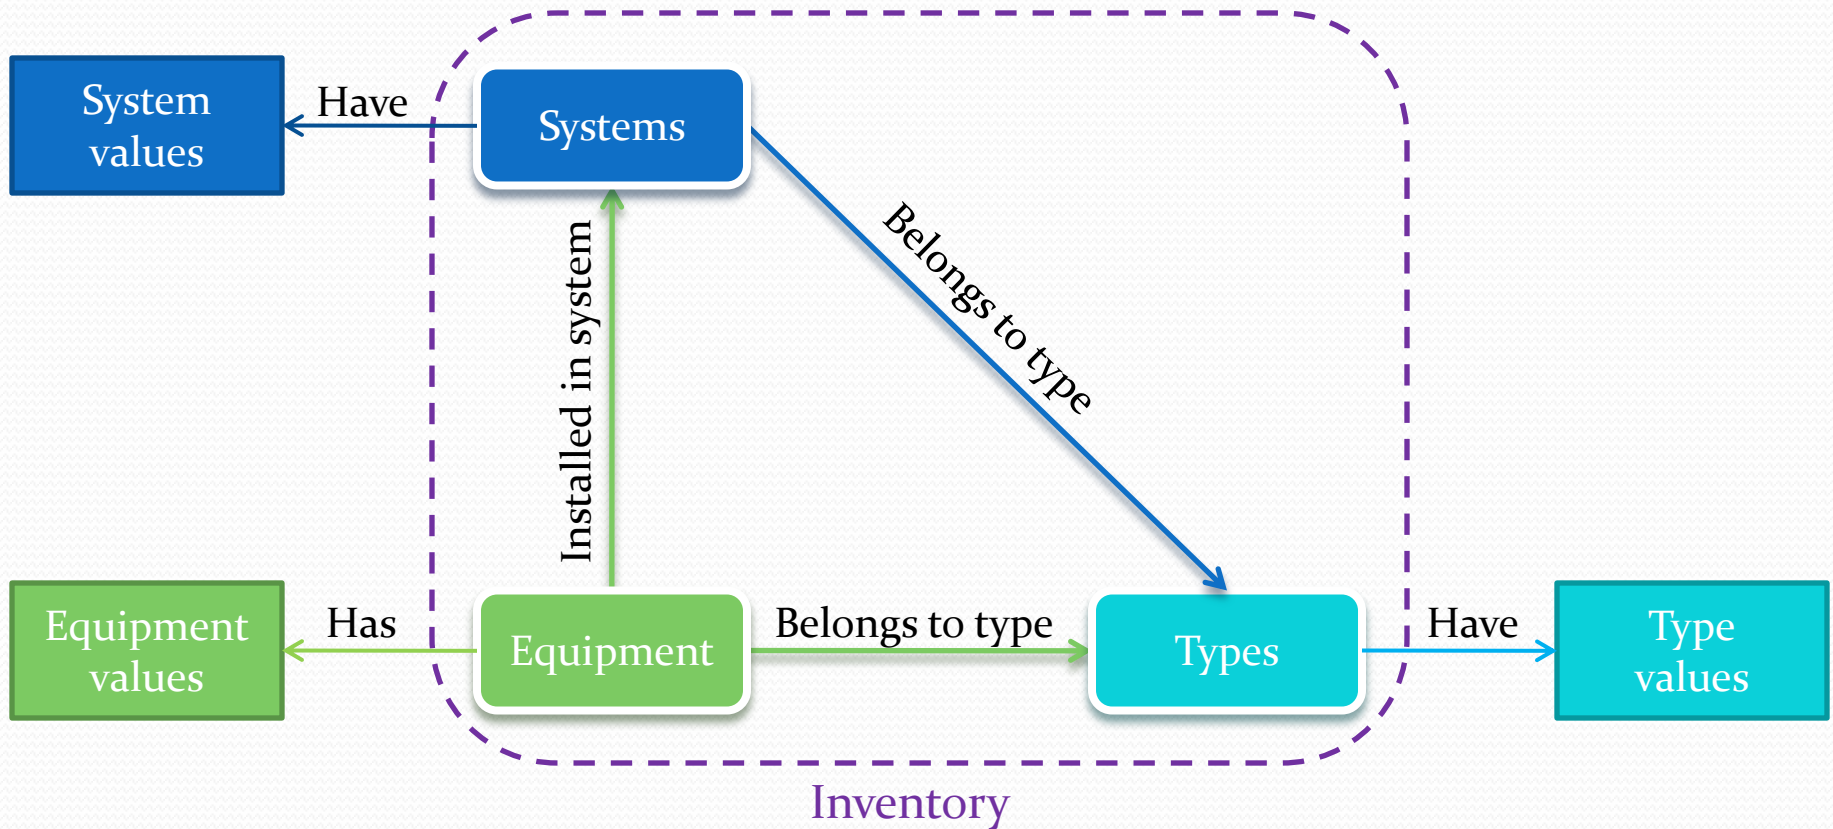 System
values
Have
Systems
Installed in system
Belongs to type
Equipment
values
Has
Equipment
Belongs to type
Types
Have
Type
values
Inventory